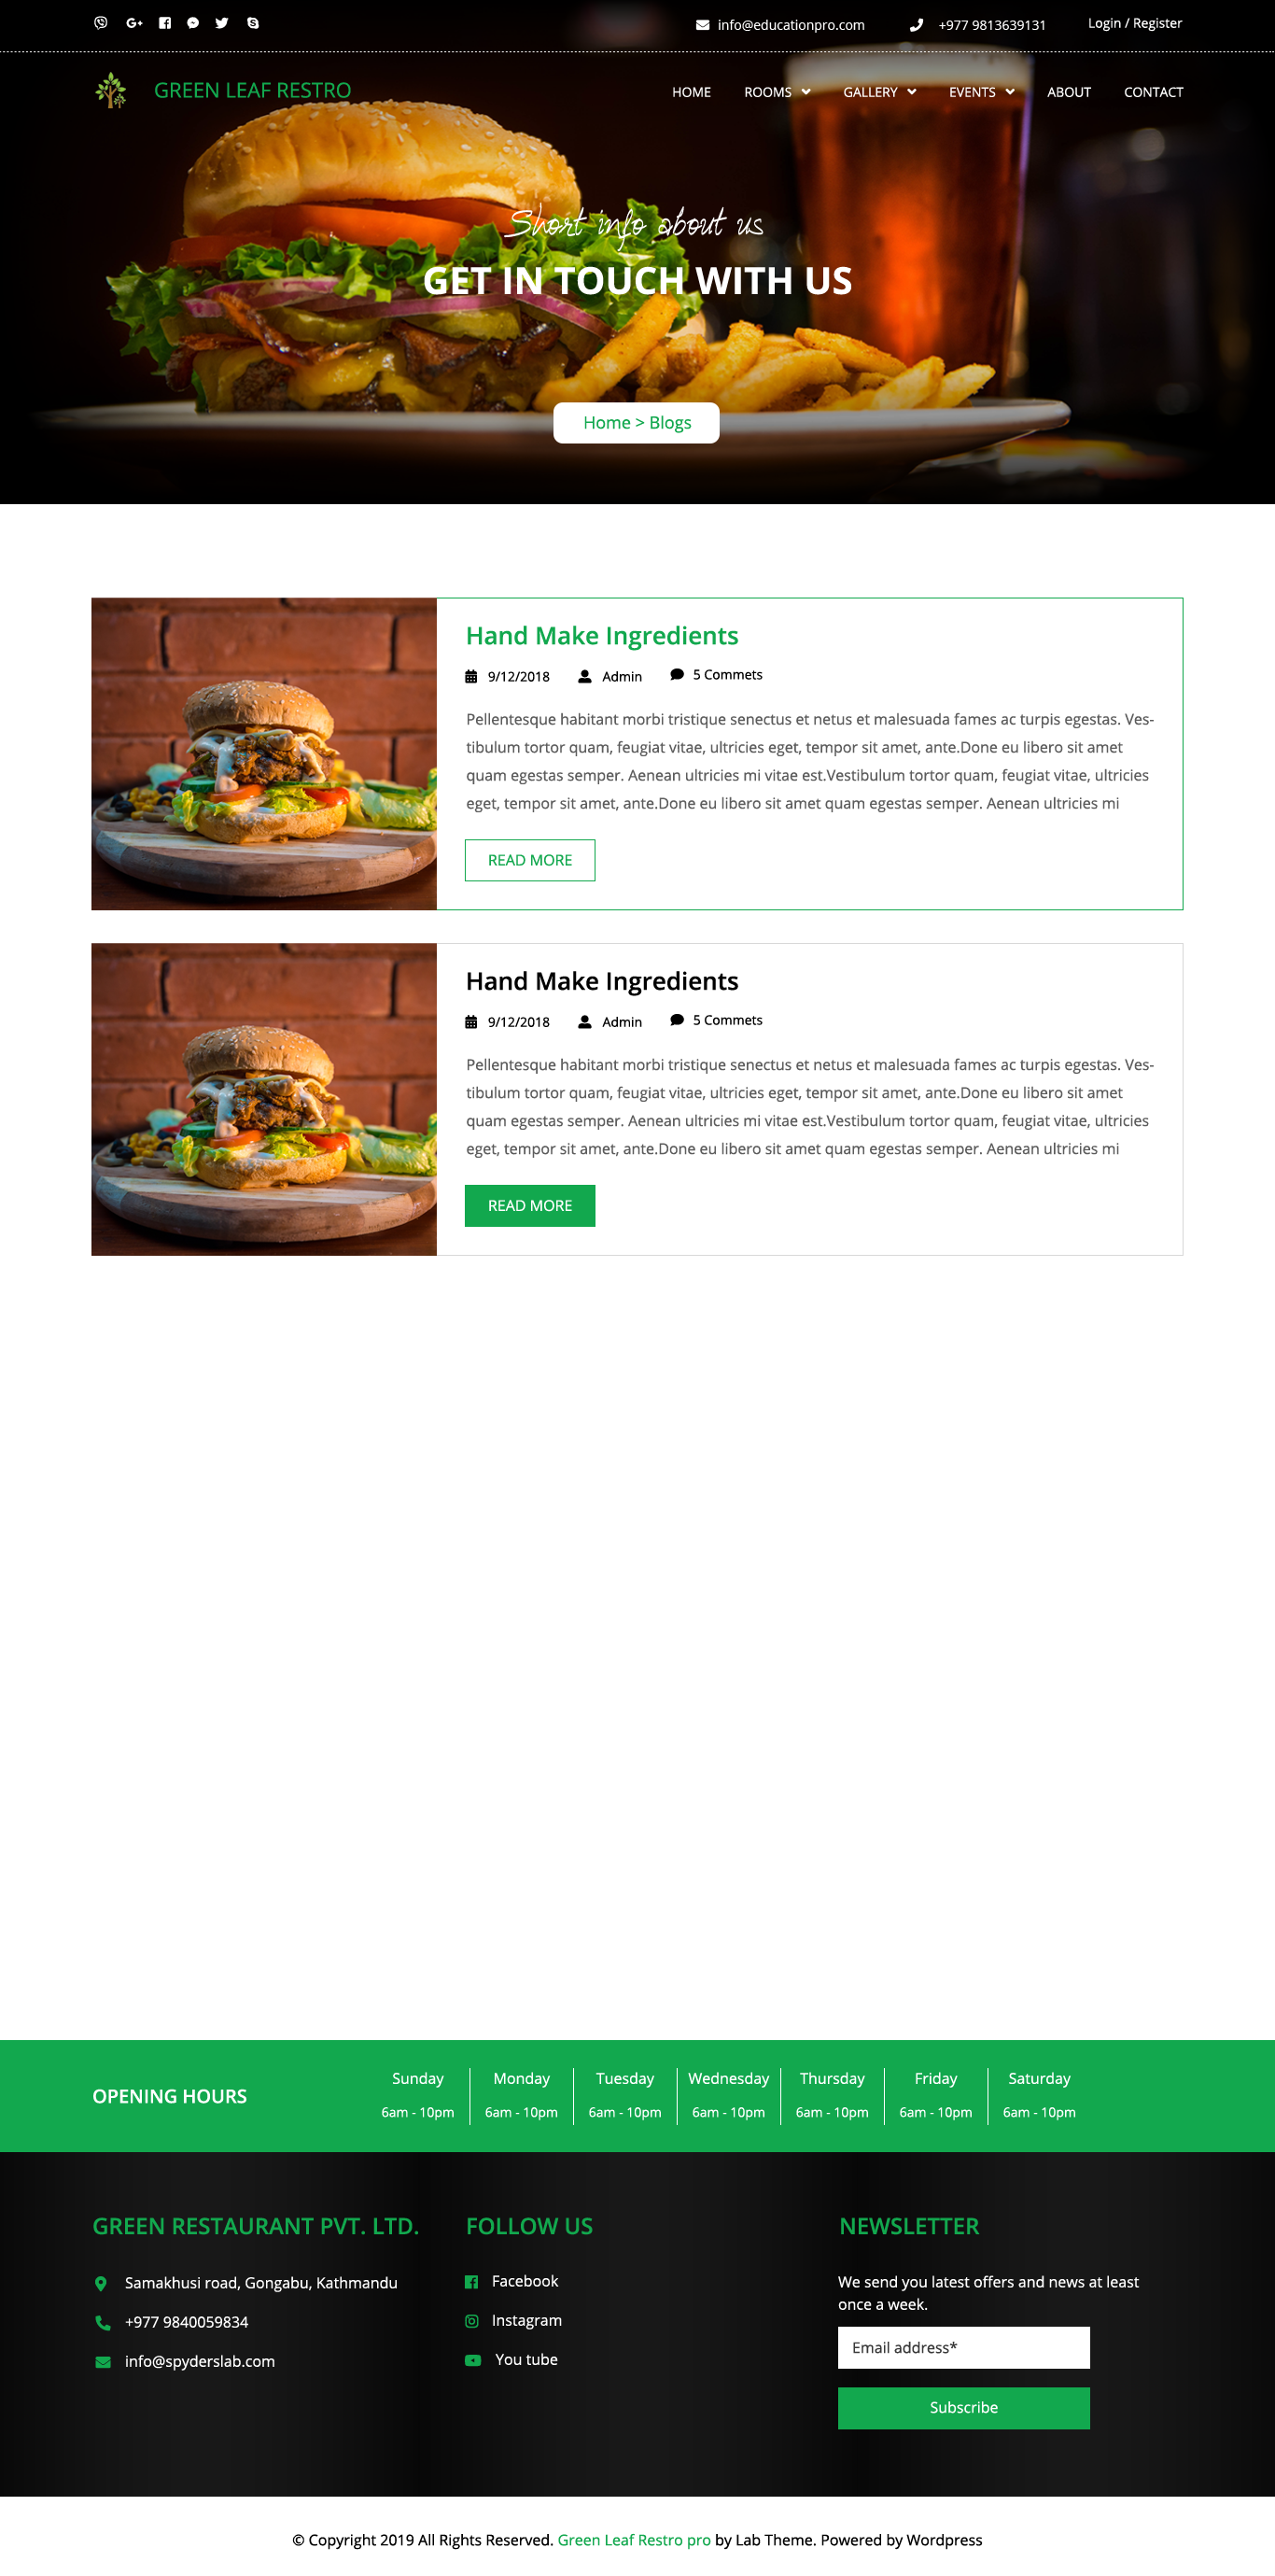 info@educationpro.com +977 9813639131 Login / Register
GREEN LEAF RESTRO HOME ROOMS GALLERY EVENTS ABOUT CONTACT
Short info about us
GET IN TOUCH WITH US
Home > Blogs
Hand Make Ingredients
9/12/2018 Admin 5 Commets
Pellentesque habitant morbi tristique senectus et netus et malesuada fames ac turpis egestas. Ves-
tibulum tortor quam, feugiat vitae, ultricies eget, tempor sit amet, ante.Done eu libero sit amet
quam egestas semper. Aenean ultricies mi vitae est.Vestibulum tortor quam, feugiat vitae, ultricies
eget, tempor sit amet, ante.Done eu libero sit amet quam egestas semper. Aenean ultricies mi
READ MORE
Hand Make Ingredients
9/12/2018 Admin 5 Commets
Pellentesque habitant morbi tristique senectus et netus et malesuada fames ac turpis egestas. Ves-
tibulum tortor quam, feugiat vitae, ultricies eget, tempor sit amet, ante.Done eu libero sit amet
quam egestas semper. Aenean ultricies mi vitae est.Vestibulum tortor quam, feugiat vitae, ultricies
eget, tempor sit amet, ante.Done eu libero sit amet quam egestas semper. Aenean ultricies mi
READ MORE
OPENING HOURS
Sunday Monday Tuesday Wednesday Thursday Friday Saturday
6am - 10pm 6am - 10pm 6am - 10pm 6am - 10pm 6am - 10pm 6am - 10pm 6am - 10pm
GREEN RESTAURANT PVT. LTD.
Samakhusi road, Gongabu, Kathmandu
+977 9840059834
info@spyderslab.com
FOLLOW US
Facebook
Instagram
You tube
NEWSLETTER
We send you latest offers and news at least
once a week.
Email address*
Subscribe
© Copyright 2019 All Rights Reserved. Green Leaf Restro pro by Lab Theme. Powered by Wordpress